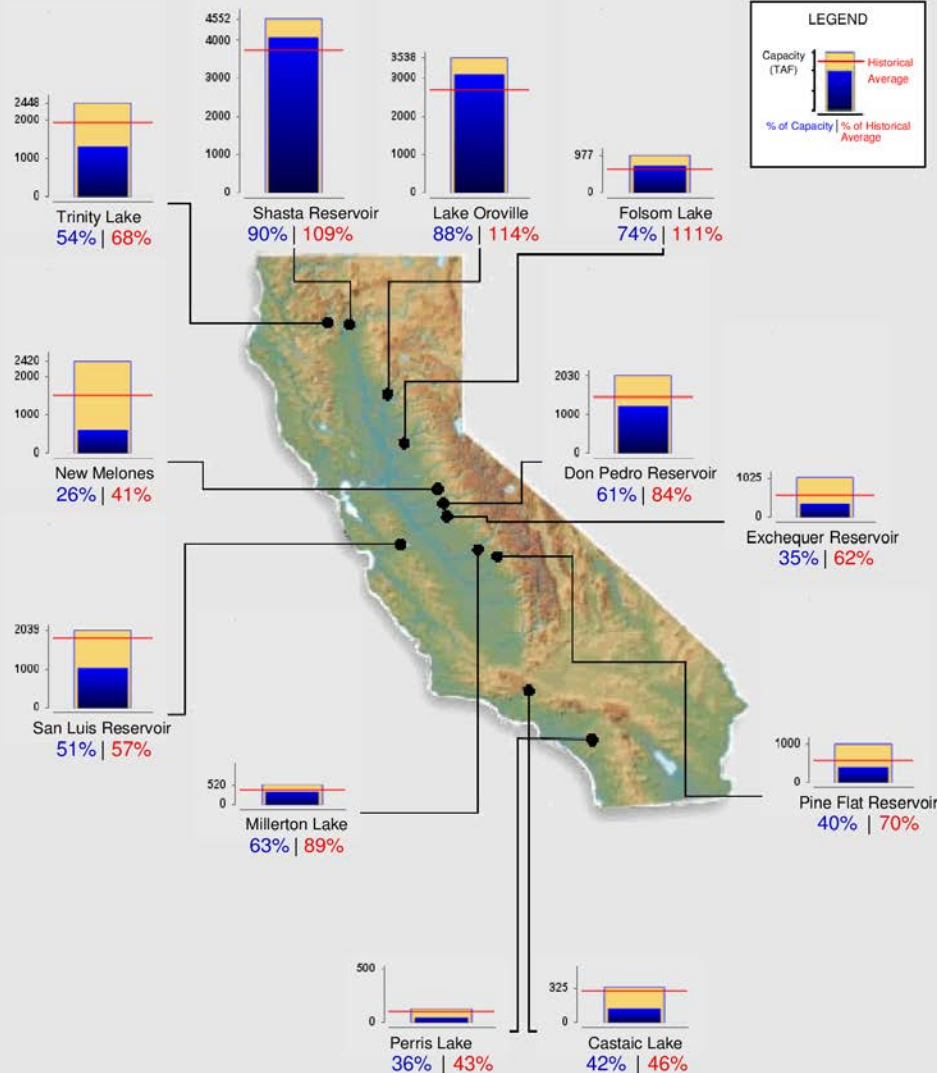 4552
4000
3000
2000
1000
0
Shasta Reservoir
90% | 109%
3538
3000
2000
1000
0
Lake Oroville
88% | 114%
LEGEND
Capacity
(TAF)
Historical
Average
% of Capacity | % of Historical
Average
2448
2000
1000
0
Trinity Lake
54% | 68%
977
0
Folsom Lake
74% | 111%
2420
2000
1000
0
New Melones
26% | 41%
2030
1000
0
Don Pedro Reservoir
61% | 84%
1025
0
Exchequer Reservoir
35% | 62%
2039
1000
0
San Luis Reservoir
51% | 57%
520
0
Millerton Lake
63% | 89%
1000
0
Pine Flat Reservoir
40% | 70%
500
0
Perris Lake
36% | 43%
325
0
Castaic Lake
42% | 46%